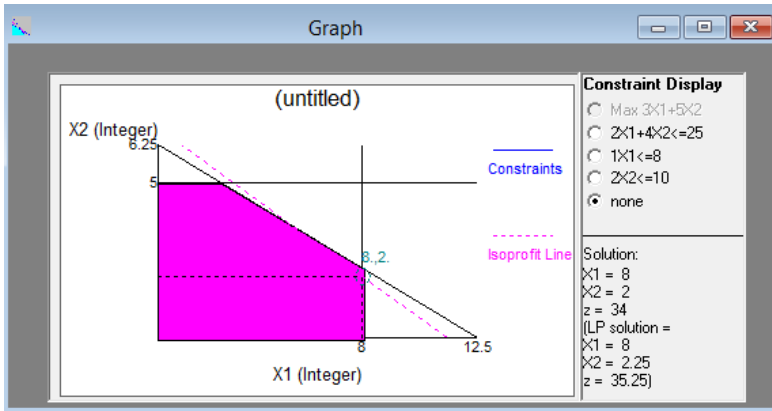 Graph
(untitled)
X2 (Integer)
6.25
5
Constraints
8.,2.
Isoprofit Line
8
12.5
X1 (Integer)
Constraint Display
Max 3X1+5X2
2X1+4X2<=25
1X1<=8
2X2<=10
none
Solution:
X1 = 8
X2 = 2
z = 34
(LP solution =
X1 = 8
X2 = 2.25
z = 35.25)